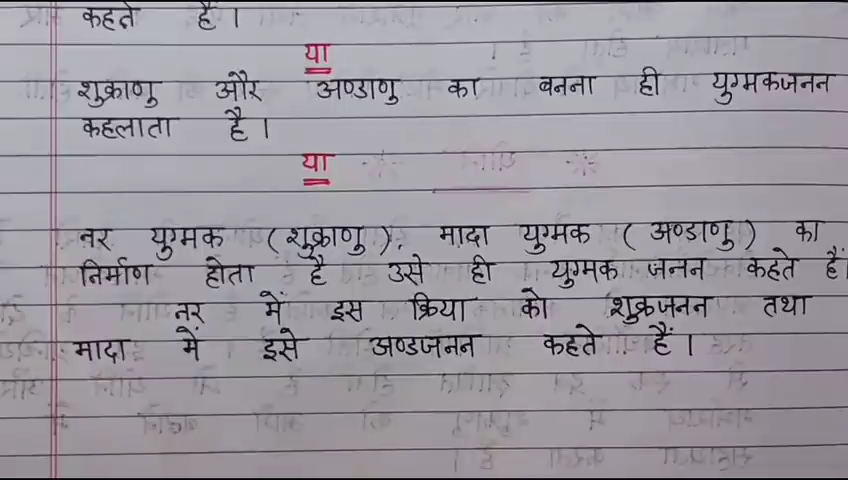 कहते हैं।
या
शुक्राणु और अण्डाणु का बनना ही युग्मकजनन
कहलाता है।
या
नर युग्मक (शुक्राणु), मादा युग्मक (अण्डाणु) का
निर्माण होता है उसे ही युग्मक जनन कहते हैं।
नर में इस क्रिया को शुक्रजनन तथा
मादा में इसे अण्डजनन कहते हैं।